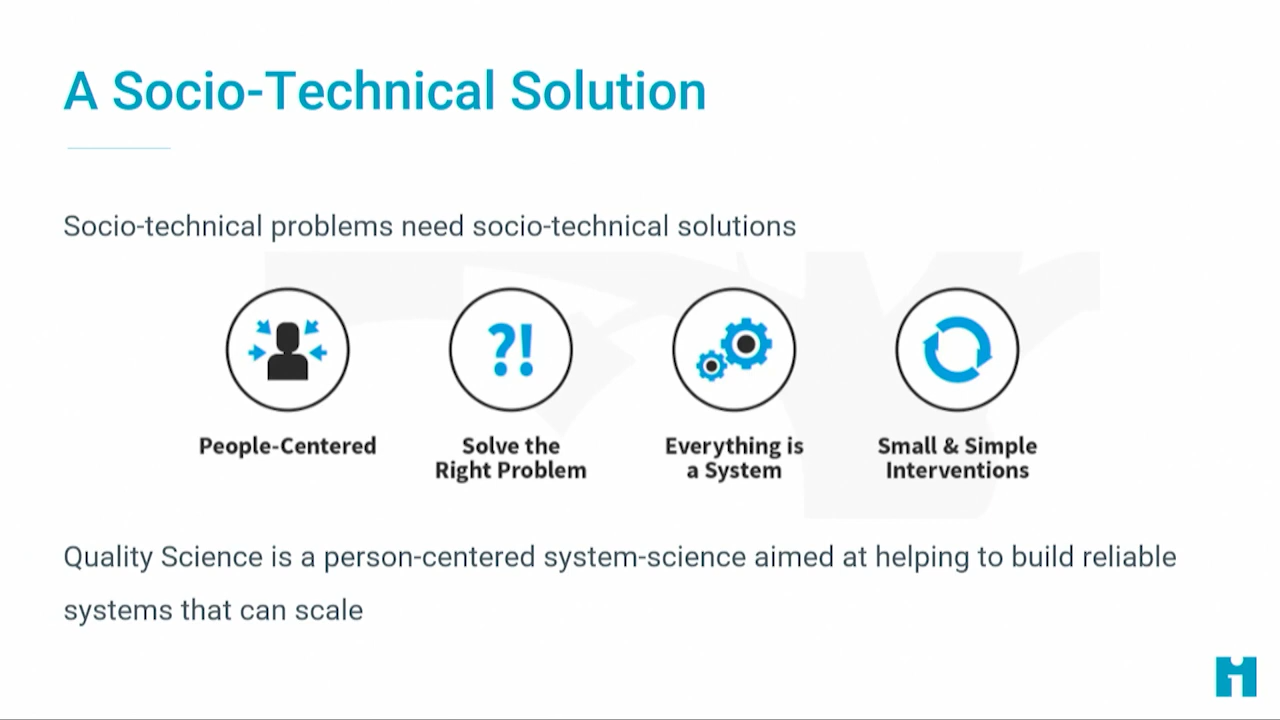 A Socio-Technical Solution
Socio-technical problems need socio-technical solutions
?!
People-Centered
Solve the
Right Problem
Everything is
a System
Small & Simple
Interventions
Quality Science is a person-centered system-science aimed at helping to build reliable
systems that can scale